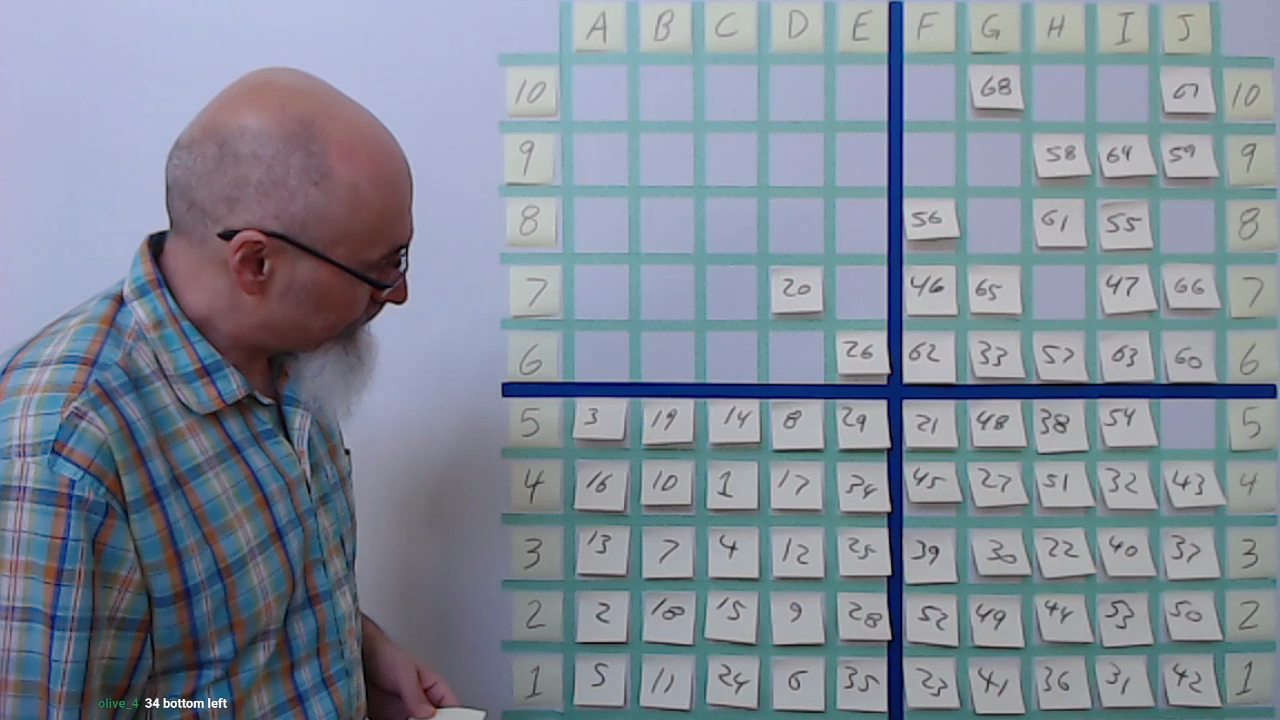 A B C D E F G H I J
10 68 67 10
9 58 64 59 9
8 56 61 55 8
7 20 46 65 47 66 7
6 26 62 33 57 63 60 6
5 3 19 14 8 29 21 48 38 54 5
4 16 10 1 17 34 45 27 51 32 43 4
3 13 7 4 12 25 39 30 22 40 37 3
2 2 18 15 9 28 52 49 44 53 50 2
1 5 11 24 6 35 23 41 36 31 42 1
olive_4 34 bottom left